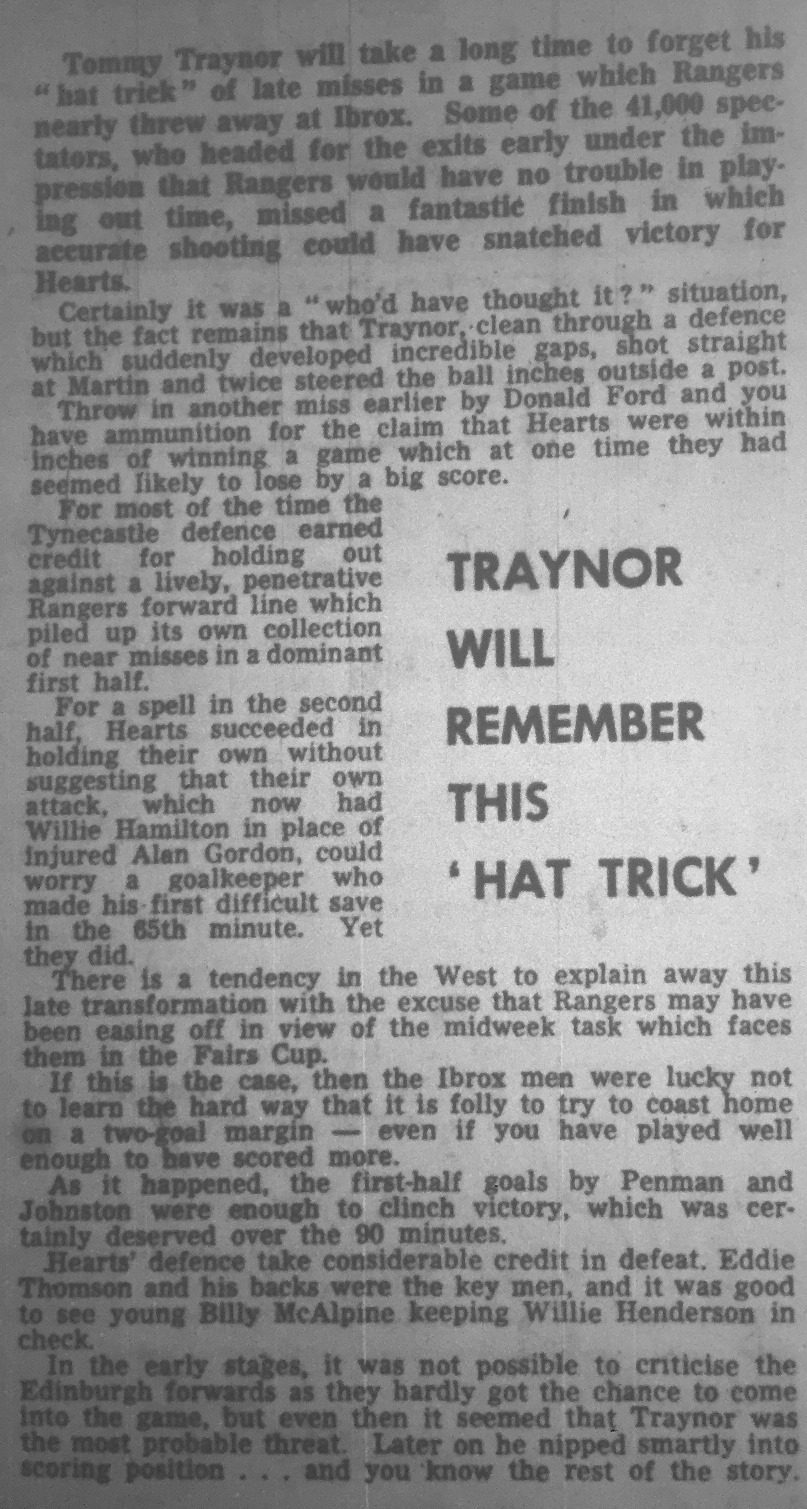 Tommy Traynor will take a long time to forget his
“hat trick” of late misses in a game which Rangers
nearly threw away at Ibrox. Some of the 41,000 spec-
tators, who headed for the exits early under the im-
pression that Rangers would have no trouble in play-
ing out time, missed a fantastic finish in which
accurate shooting could have snatched victory for
Hearts.
Certainly it was a “who'd have thought it?” situation,
but the fact remains that Traynor, clean through a defence
which suddenly developed incredible gaps, shot straight
at Martin and twice steered the ball inches outside a post.
Throw in another miss earlier by Donald Ford and you
have ammunition for the claim that Hearts were within
inches of winning a game which at one time they had
seemed likely to lose by a big score.
For most of the time the
Tynecastle defence earned
credit for holding out
against a lively, penetrative
Rangers forward line which
piled up its own collection
of near misses in a dominant
first half.
For a spell in the second
half, Hearts succeeded in
holding their own without
suggesting that their own
attack, which now had
Willie Hamilton in place of
injured Alan Gordon, could
worry a goalkeeper who
made his first difficult save
in the 65th minute. Yet
they did.
TRAYNOR
WILL
REMEMBER
THIS
‘HAT TRICK’
There is a tendency in the West to explain away this
late transformation with the excuse that Rangers may have
been easing off in view of the midweek task which faces
them in the Fairs Cup.
If this is the case, then the Ibrox men were lucky not
to learn the hard way that it is folly to try to coast home
on a two-goal margin — even if you have played well
enough to have scored more.
As it happened, the first-half goals by Penman and
Johnston were enough to clinch victory, which was cer-
tainly deserved over the 90 minutes.
Hearts' defence take considerable credit in defeat. Eddie
Thomson and his backs were the key men, and it was good
to see young Billy McAlpine keeping Willie Henderson in
check.
In the early stages, it was not possible to criticise the
Edinburgh forwards as they hardly got the chance to come
into the game, but even then it seemed that Traynor was
the most probable threat. Later on he nipped smartly into
scoring position . . . and you know the rest of the story.